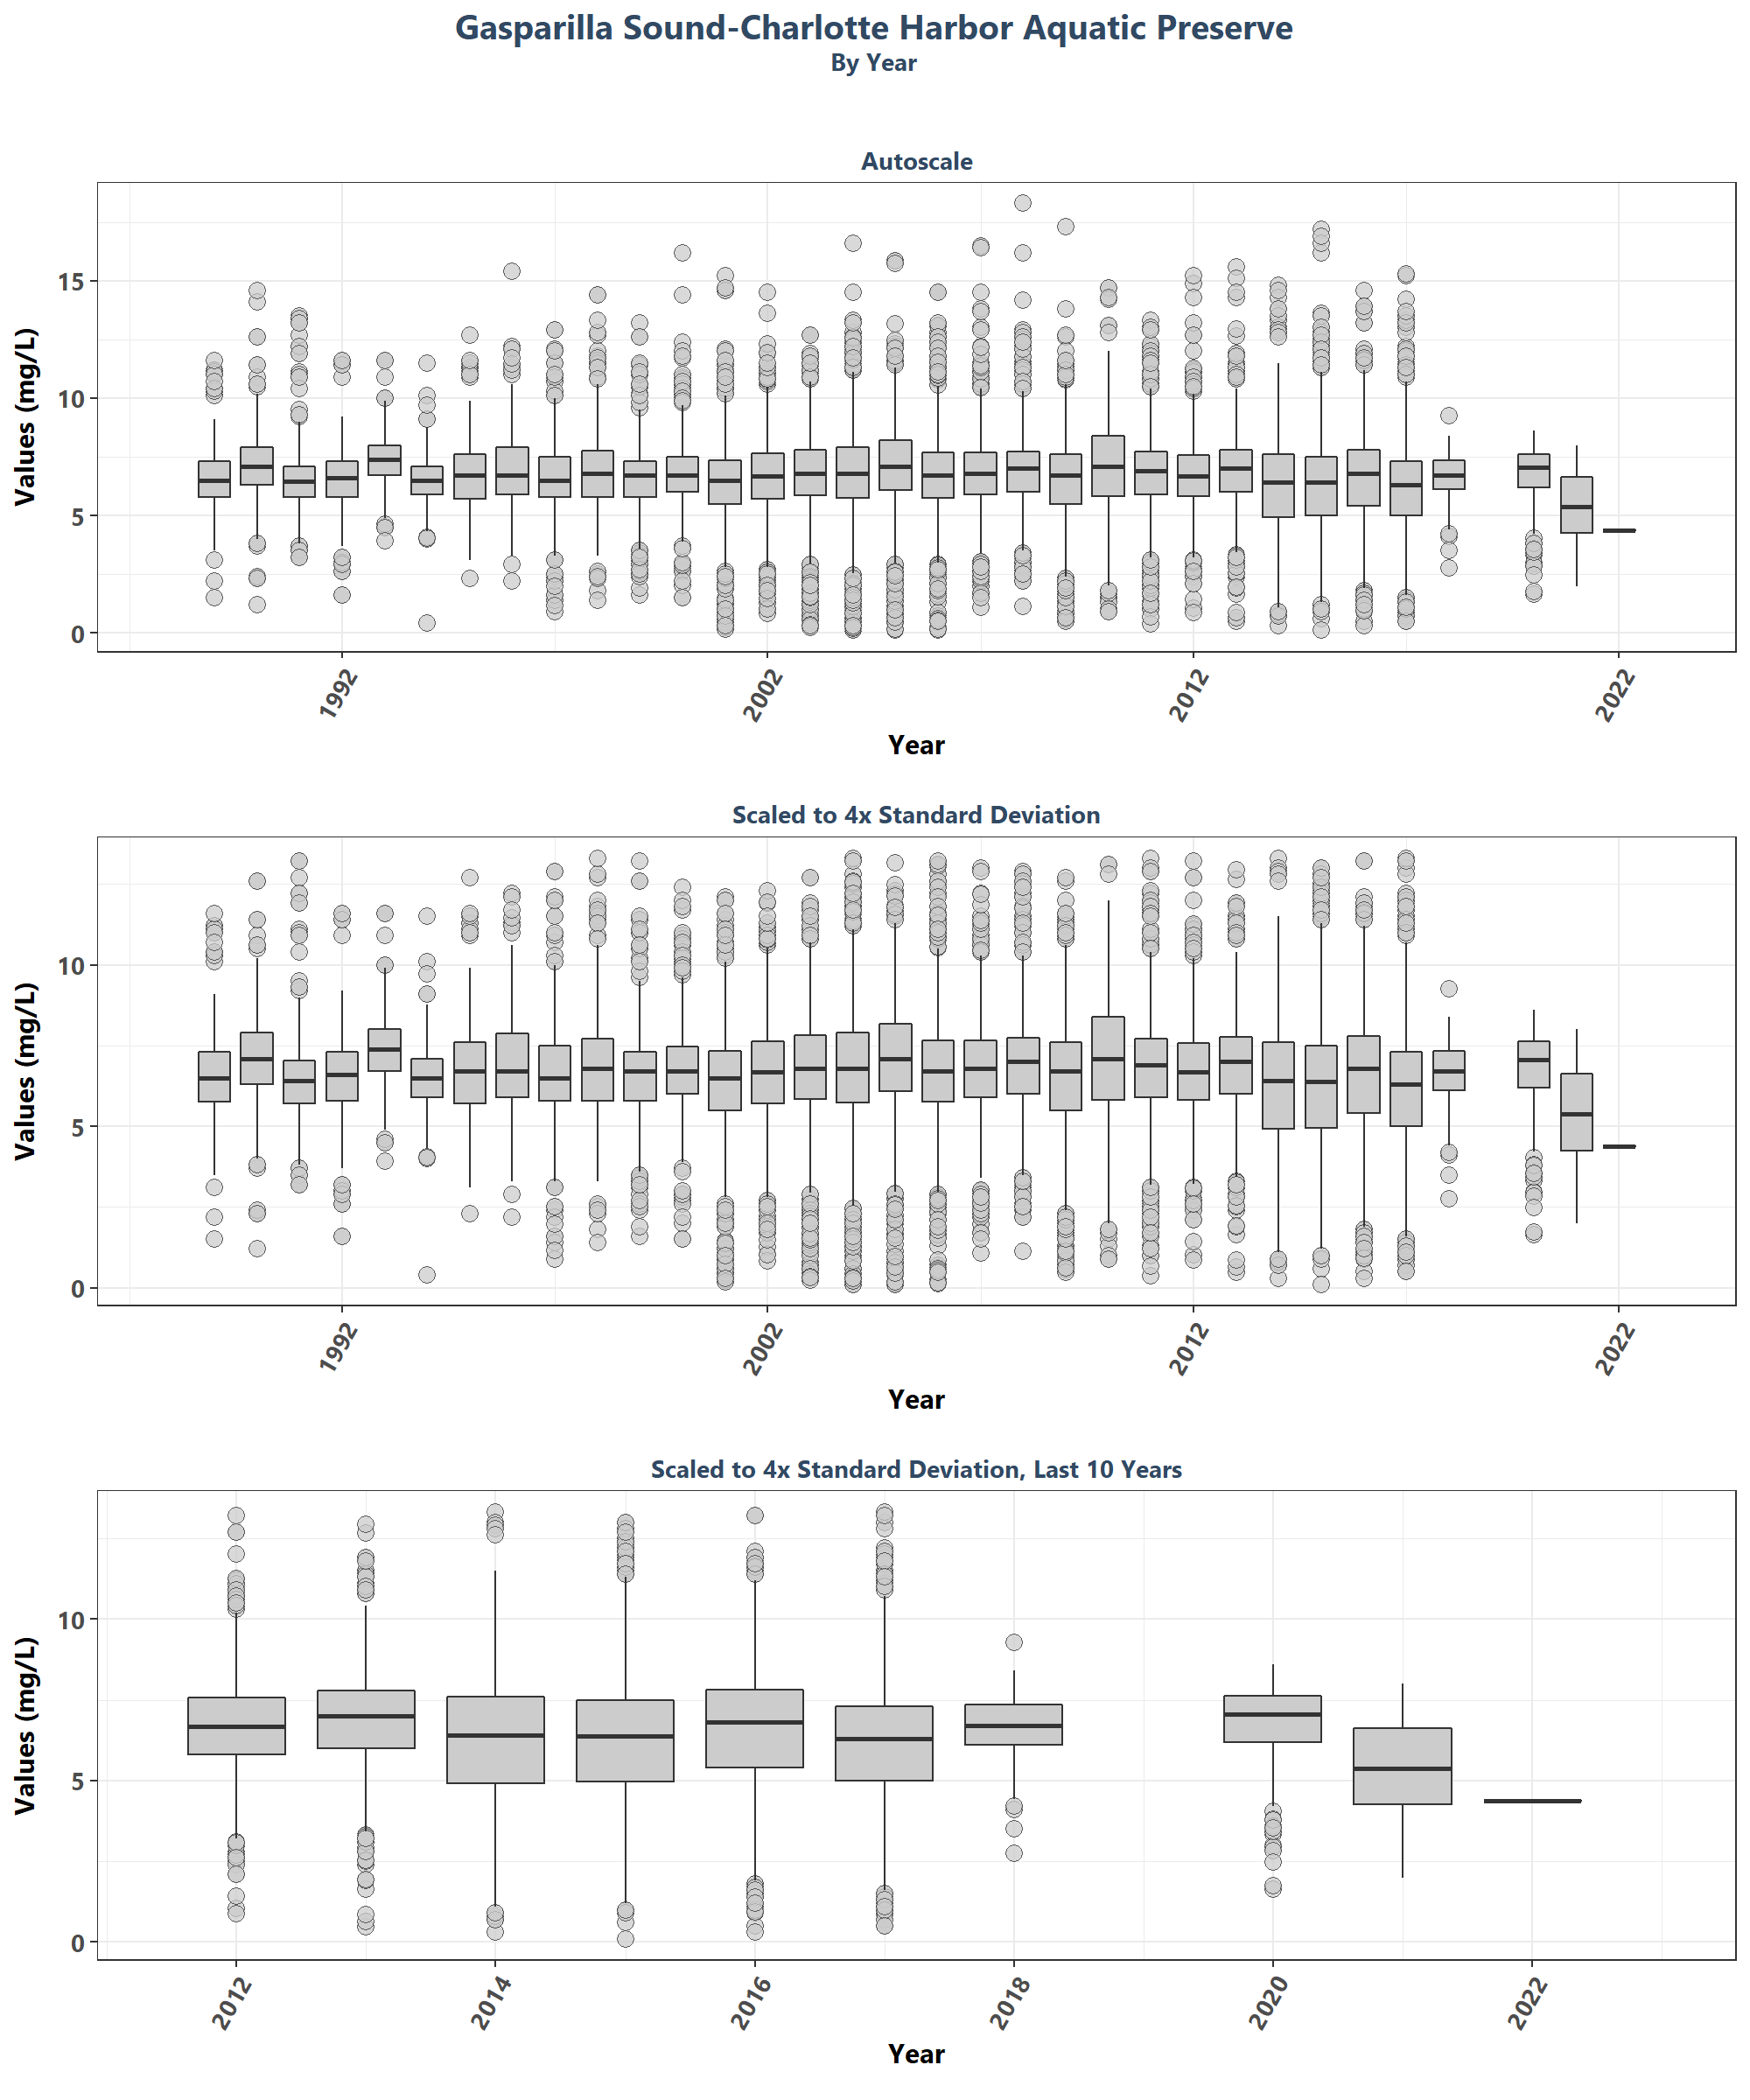 Gasparilla Sound-Charlotte Harbor Aquatic Preserve
By Year
Autoscale
Values (mg/L)
15
10
5
0
1992
2002
2012
2022
Year
Scaled to 4x Standard Deviation
Values (mg/L)
10
5
0
1992
2002
2012
2022
Year
Scaled to 4x Standard Deviation, Last 10 Years
Values (mg/L)
10
5
0
2012
2014
2016
2018
2020
2022
Year